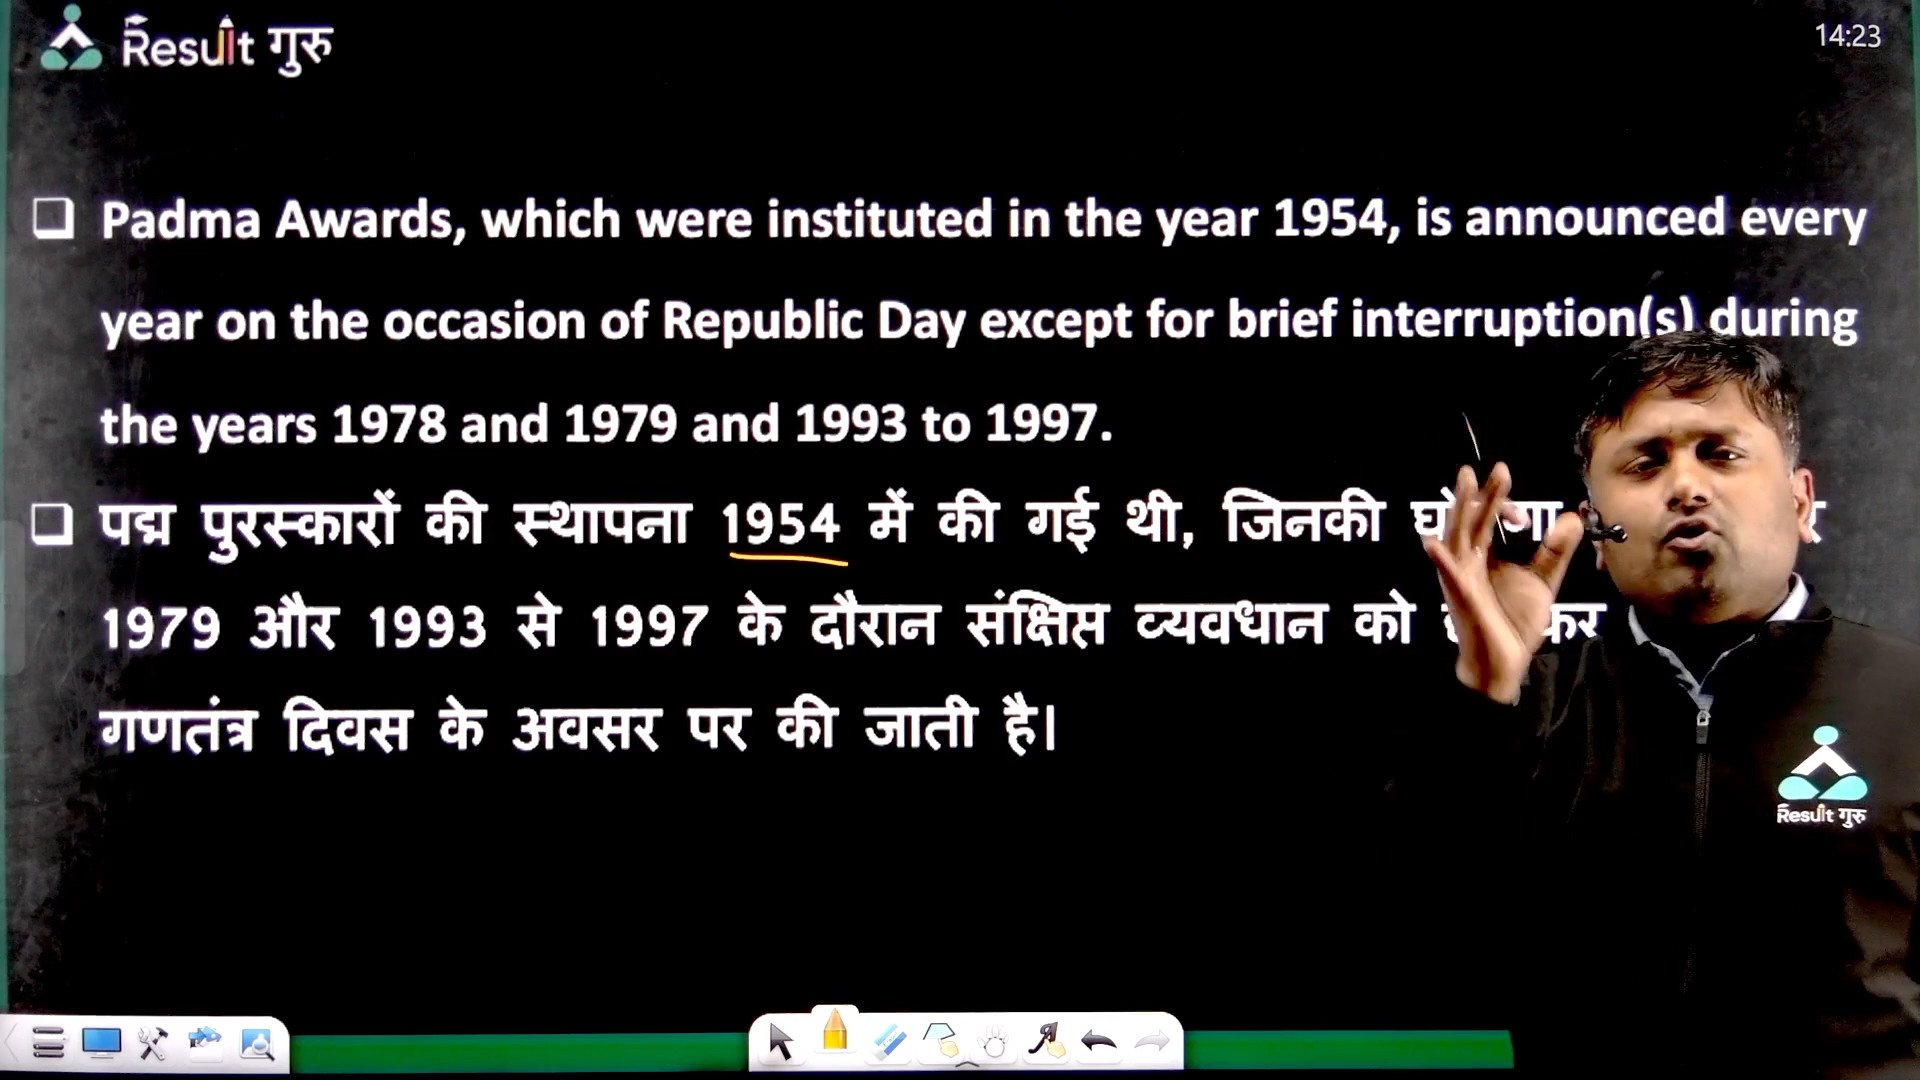 Result गुरु
14:23
Padma Awards, which were instituted in the year 1954, is announced every
year on the occasion of Republic Day except for brief interruption(s) during
the years 1978 and 1979 and 1993 to 1997.
पद्म पुरस्कारों की स्थापना 1954 में की गई थी, जिनकी
1979 और 1993 से 1997 के दौरान संक्षिप्त व्यवधान को
गणतंत्र दिवस के अवसर पर की जाती है।
Result गुरु